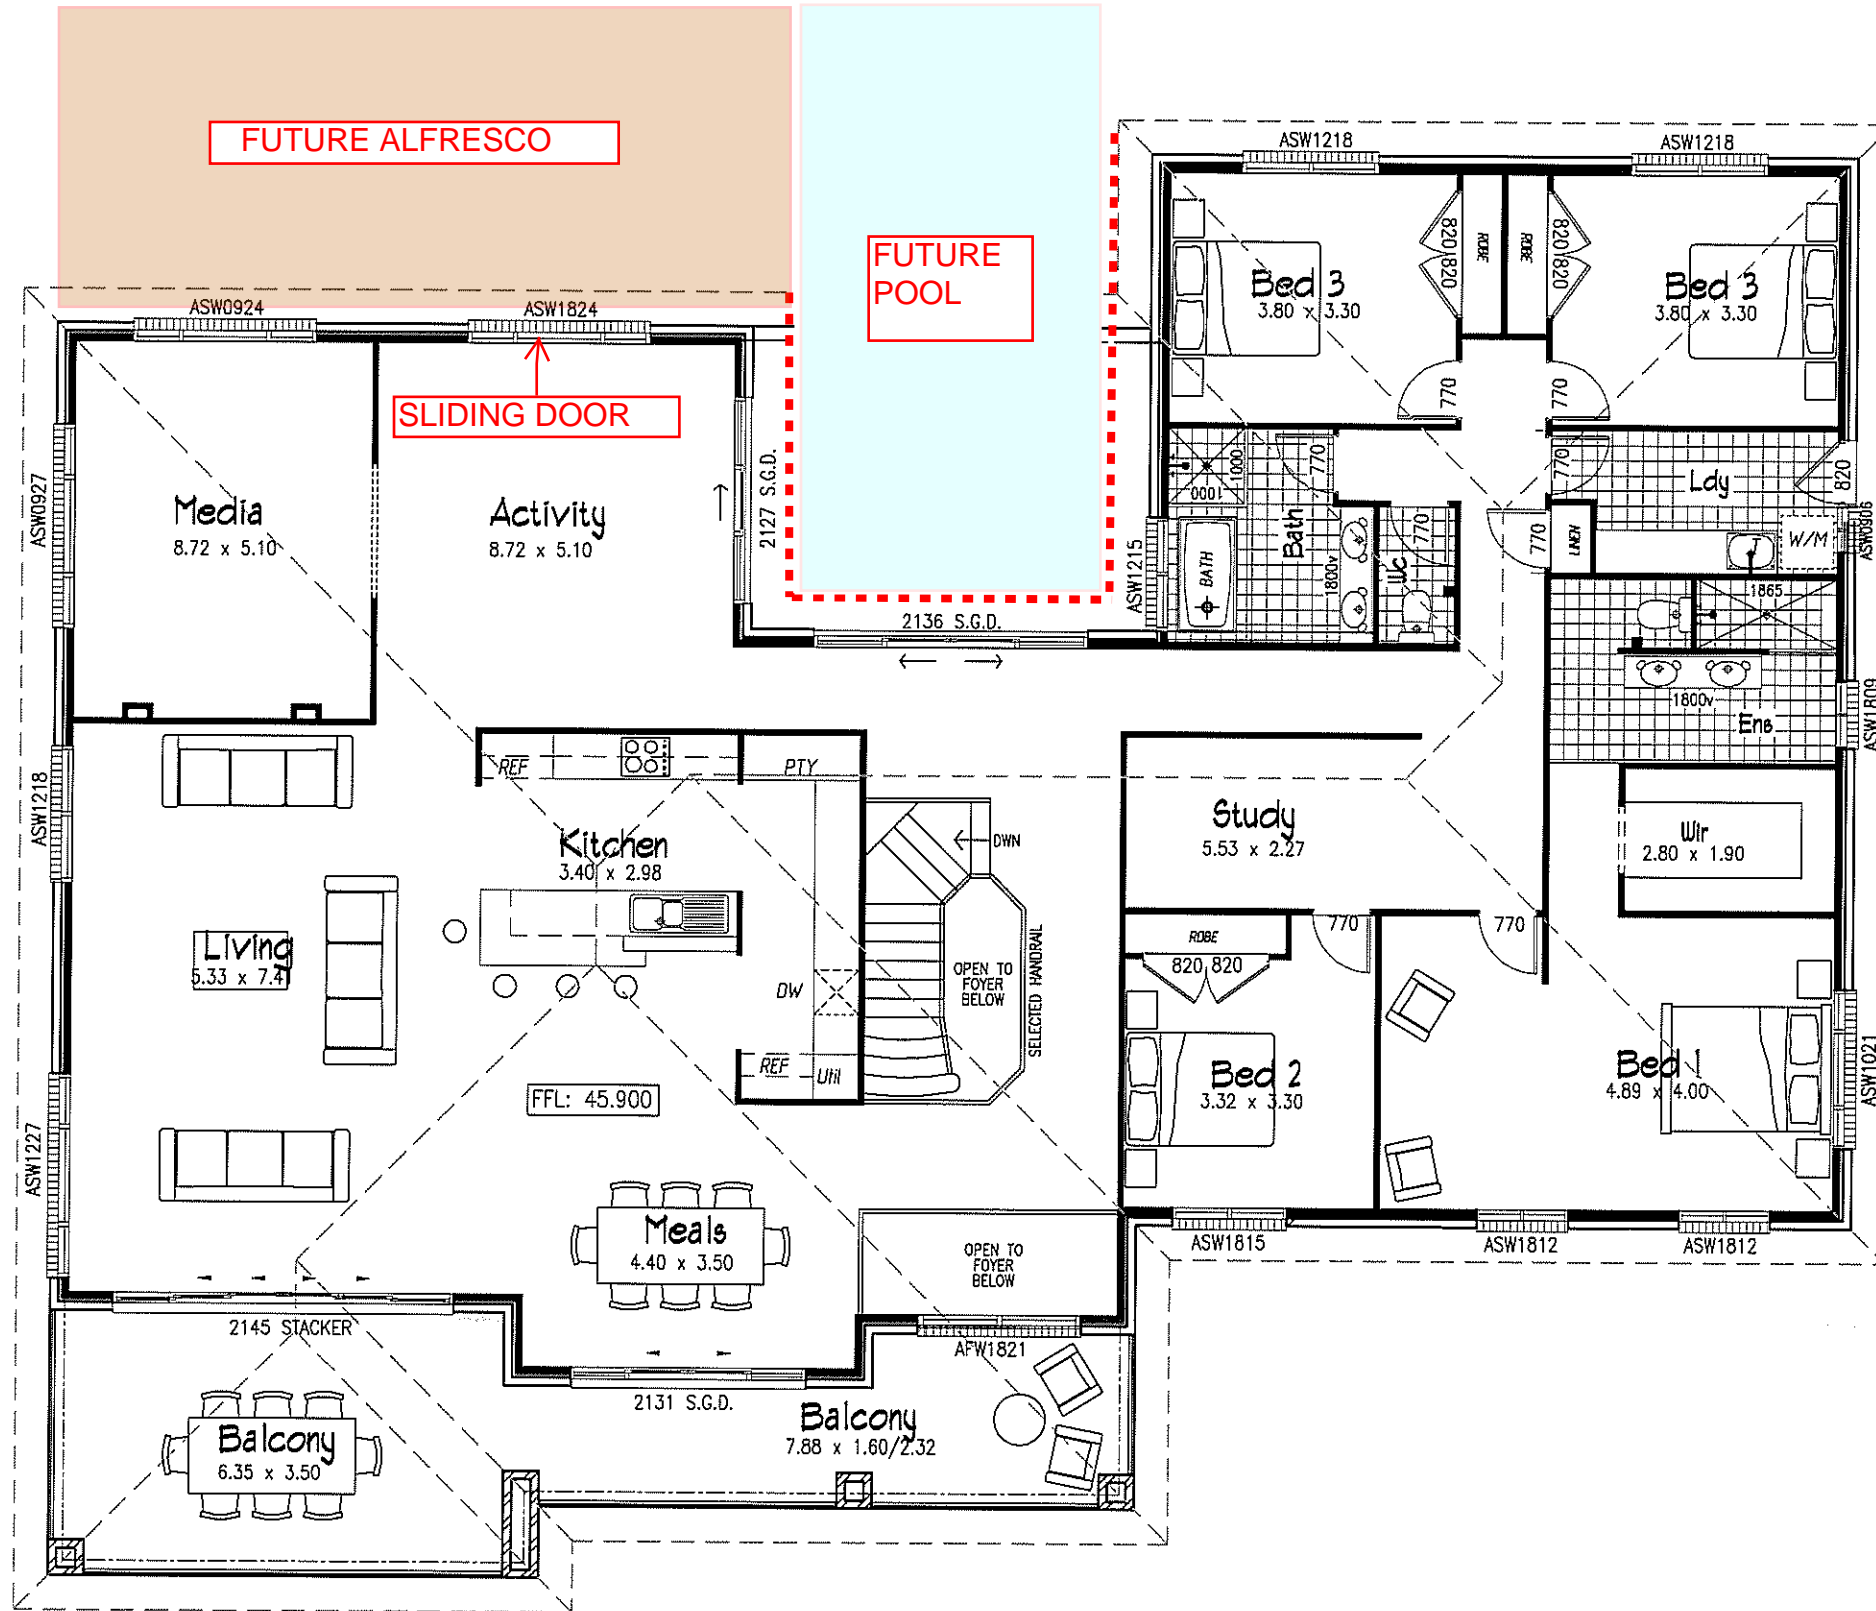 FUTURE ALFRESCO
FUTURE
POOL
ASW1218
ASW1218
ASW0924
ASW1824
SLIDING DOOR
Bed 3
3.80 x 3.30
820
820
ROBE
ROBE
820
820
Bed 3
3.80 x 3.30
770
770
ASW0927
Media
8.72 x 5.10
Activity
8.72 x 5.10
2127 S.G.D.
2136 S.G.D.
ASW1215
1000
1000
770
Bath
BATH
1800v
770
WC
770
Ldy
820
770
LINEN
T
W/M
ASW0906
1865
1800v
Ens
ASW1809
REF
PTY
Kitchen
3.40 x 2.98
DWN
Study
5.53 x 2.27
Wir
2.80 x 1.90
ASW1218
Living
5.33 x 7.41
DW
OPEN TO
FOYER
BELOW
SELECTED HANDRAIL
ROBE
820 820
770
770
REF
Util
FFL: 45.900
Bed 2
3.32 x 3.30
Bed 1
4.89 x 4.00
ASW1021
ASW1227
Meals
4.40 x 3.50
OPEN TO
FOYER
BELOW
ASW1815
ASW1812
ASW1812
2145 STACKER
AFW1821
2131 S.G.D.
Balcony
7.88 x 1.60/2.32
Balcony
6.35 x 3.50